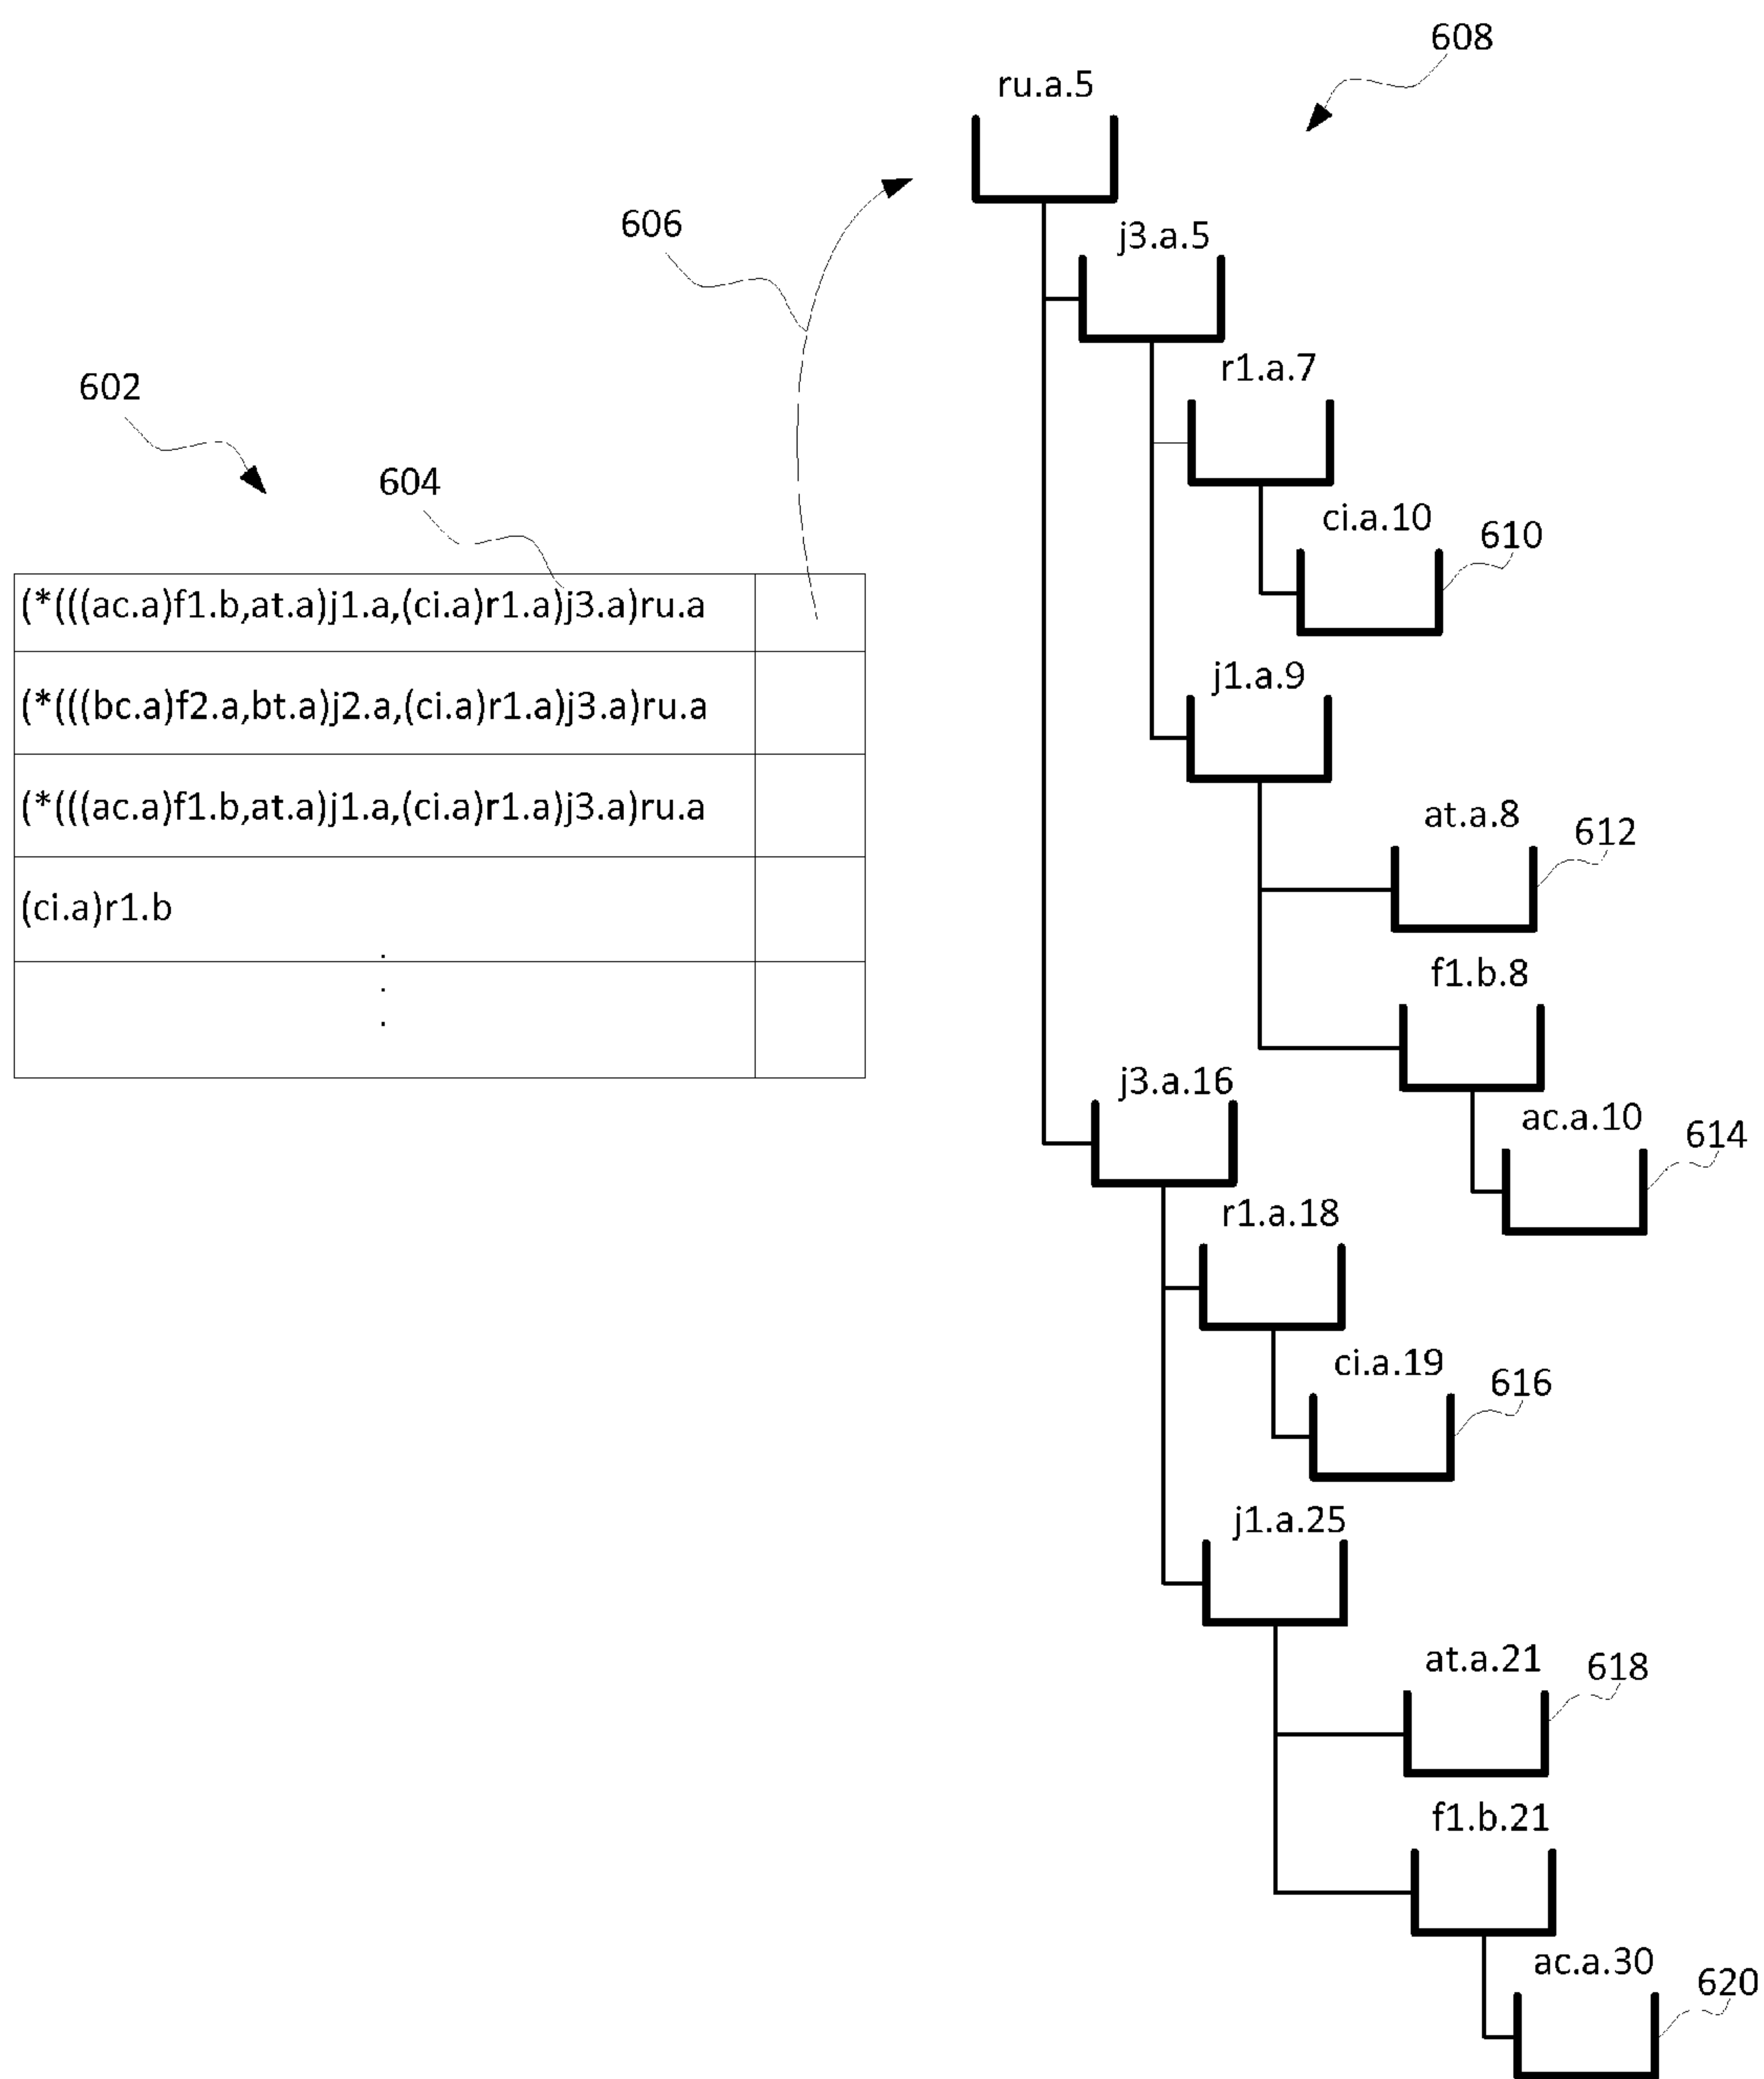 608
ru.a.5
606
j3.a.5
r1.a.7
602
604
ci.a.10
610
(*(((ac.a)f1.b,at.a)j1.a,(ci.a)r1.a)j3.a)ru.a
(*(((bc.a)f2.a,bt.a)j2.a,(ci.a)r1.a)j3.a)ru.a
(*(((ac.a)f1.b,at.a)j1.a,(ci.a)r1.a)j3.a)ru.a
(ci.a)r1.b
.
.
.
j1.a.9
at.a.8
612
f1.b.8
j3.a.16
ac.a.10
614
r1.a.18
ci.a.19
616
j1.a.25
at.a.21
618
f1.b.21
ac.a.30
620